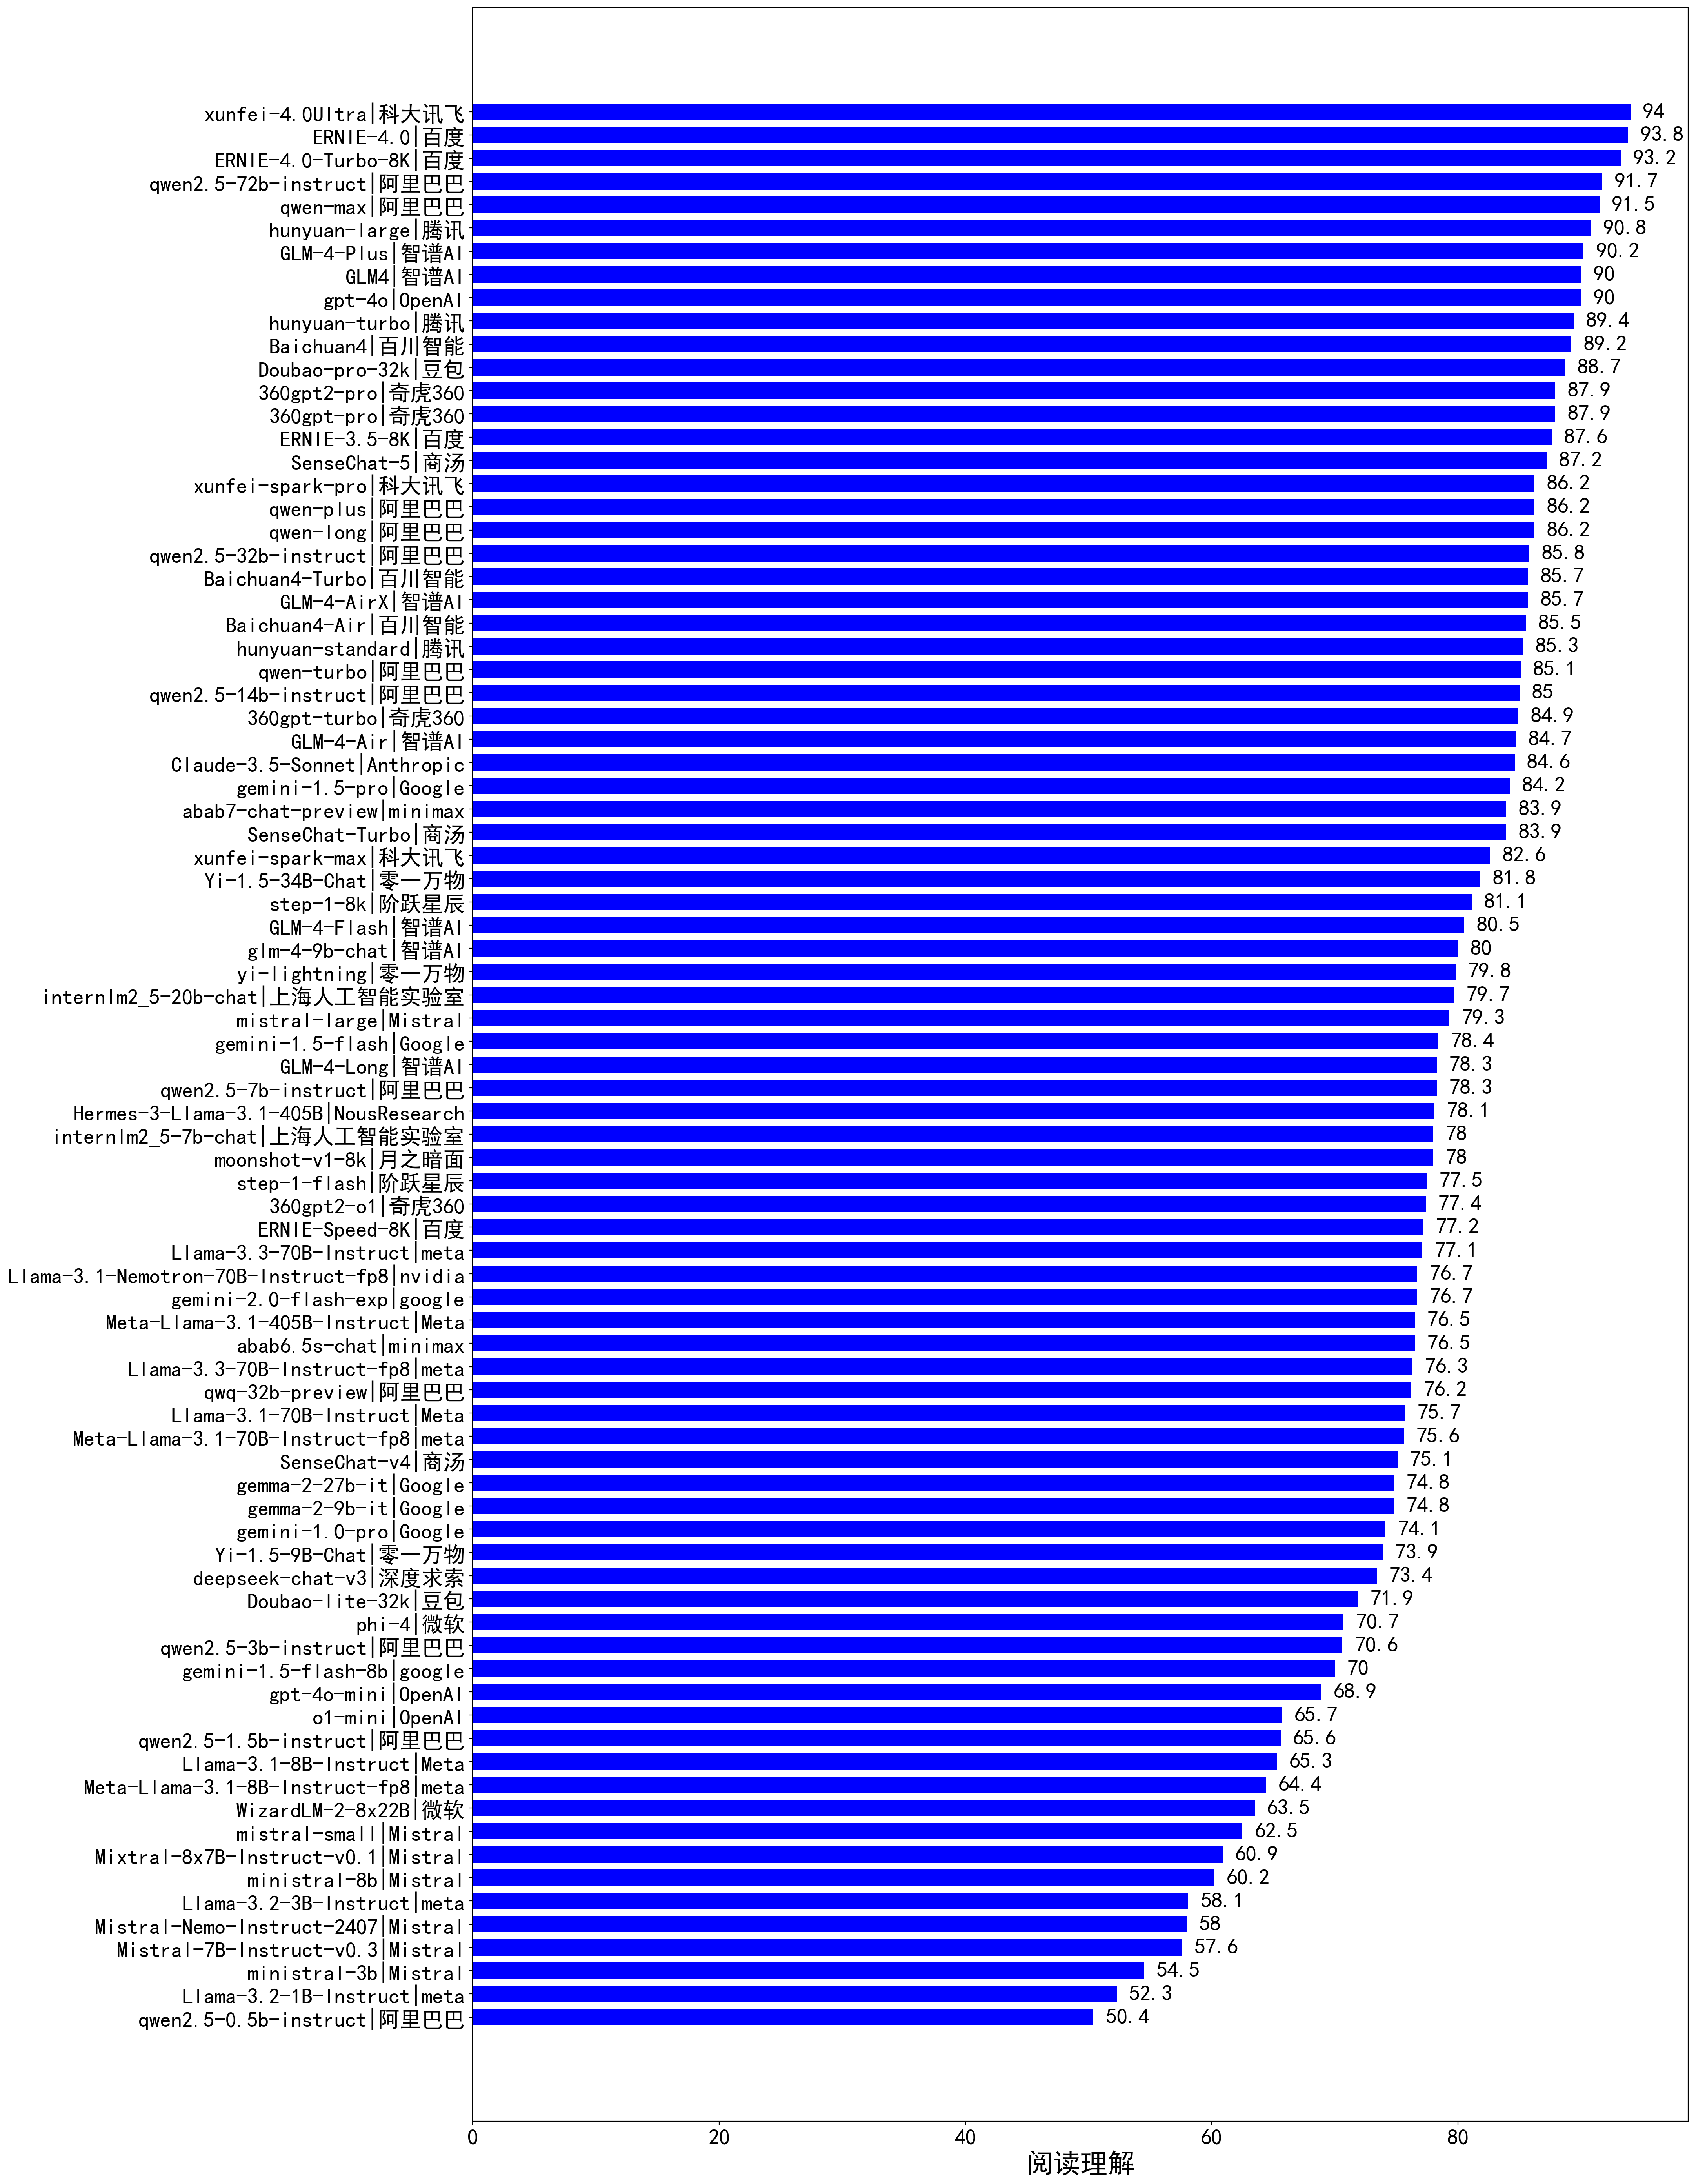 xunfei-4.0Ultra|科大讯飞 94
ERNIE-4.0|百度 93.8
ERNIE-4.0-Turbo-8K|百度 93.2
qwen2.5-72b-instruct|阿里巴巴 91.7
qwen-max|阿里巴巴 91.5
hunyuan-large|腾讯 90.8
GLM-4-Plus|智谱AI 90.2
GLM4|智谱AI 90
gpt-4o|OpenAI 90
hunyuan-turbo|腾讯 89.4
Baichuan4|百川智能 89.2
Doubao-pro-32k|豆包 88.7
360gpt2-pro|奇虎360 87.9
360gpt-pro|奇虎360 87.9
ERNIE-3.5-8K|百度 87.6
SenseChat-5|商汤 87.2
xunfei-spark-pro|科大讯飞 86.2
qwen-plus|阿里巴巴 86.2
qwen-long|阿里巴巴 86.2
qwen2.5-32b-instruct|阿里巴巴 85.8
Baichuan4-Turbo|百川智能 85.7
GLM-4-AirX|智谱AI 85.7
Baichuan4-Air|百川智能 85.5
hunyuan-standard|腾讯 85.3
qwen-turbo|阿里巴巴 85.1
qwen2.5-14b-instruct|阿里巴巴 85
360gpt-turbo|奇虎360 84.9
GLM-4-Air|智谱AI 84.7
Claude-3.5-Sonnet|Anthropic 84.6
gemini-1.5-pro|Google 84.2
abab7-chat-preview|minimax 83.9
SenseChat-Turbo|商汤 83.9
xunfei-spark-max|科大讯飞 82.6
Yi-1.5-34B-Chat|零一万物 81.8
step-1-8k|阶跃星辰 81.1
GLM-4-Flash|智谱AI 80.5
glm-4-9b-chat|智谱AI 80
yi-lightning|零一万物 79.8
internlm2_5-20b-chat|上海人工智能实验室 79.7
mistral-large|Mistral 79.3
gemini-1.5-flash|Google 78.4
GLM-4-Long|智谱AI 78.3
qwen2.5-7b-instruct|阿里巴巴 78.3
Hermes-3-Llama-3.1-405B|NousResearch 78.1
internlm2_5-7b-chat|上海人工智能实验室 78
moonshot-v1-8k|月之暗面 78
step-1-flash|阶跃星辰 77.5
360gpt2-o1|奇虎360 77.4
ERNIE-Speed-8K|百度 77.2
Llama-3.3-70B-Instruct|meta 77.1
Llama-3.1-Nemotron-70B-Instruct-fp8|nvidia 76.7
gemini-2.0-flash-exp|google 76.7
Meta-Llama-3.1-405B-Instruct|Meta 76.5
abab6.5s-chat|minimax 76.5
Llama-3.3-70B-Instruct-fp8|meta 76.3
qwq-32b-preview|阿里巴巴 76.2
Llama-3.1-70B-Instruct|Meta 75.7
Meta-Llama-3.1-70B-Instruct-fp8|meta 75.6
SenseChat-v4|商汤 75.1
gemma-2-27b-it|Google 74.8
gemma-2-9b-it|Google 74.8
gemini-1.0-pro|Google 74.1
Yi-1.5-9B-Chat|零一万物 73.9
deepseek-chat-v3|深度求索 73.4
Doubao-lite-32k|豆包 71.9
phi-4|微软 70.7
qwen2.5-3b-instruct|阿里巴巴 70.6
gemini-1.5-flash-8b|google 70
gpt-4o-mini|OpenAI 68.9
o1-mini|OpenAI 65.7
qwen2.5-1.5b-instruct|阿里巴巴 65.6
Llama-3.1-8B-Instruct|Meta 65.3
Meta-Llama-3.1-8B-Instruct-fp8|meta 64.4
WizardLM-2-8x22B|微软 63.5
mistral-small|Mistral 62.5
Mixtral-8x7B-Instruct-v0.1|Mistral 60.9
ministral-8b|Mistral 60.2
Llama-3.2-3B-Instruct|meta 58.1
Mistral-Nemo-Instruct-2407|Mistral 58
Mistral-7B-Instruct-v0.3|Mistral 57.6
ministral-3b|Mistral 54.5
Llama-3.2-1B-Instruct|meta 52.3
qwen2.5-0.5b-instruct|阿里巴巴 50.4
0 20 40 60 80
阅读理解